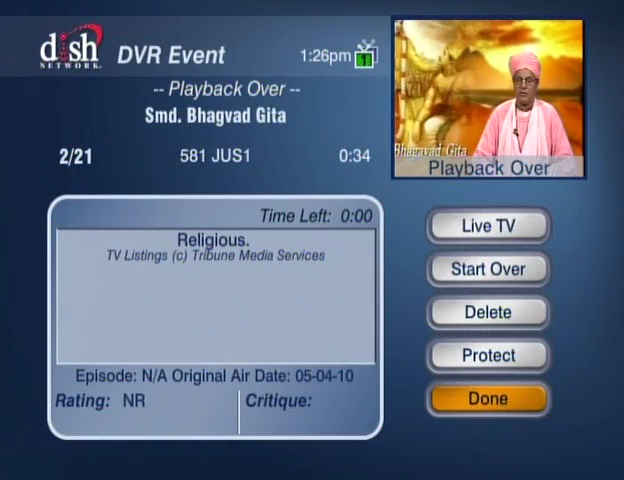 dish
NETWORK.
DVR Event
1:26pm
1
-- Playback Over --
Smd. Bhagvad Gita
2/21 581 JUS1 0:34
Bhagavad Gita
Playback Over
Time Left: 0:00
Religious.
TV Listings (c) Tribune Media Services
Episode: N/A Original Air Date: 05-04-10
Rating: NR
Critique:
Live TV
Start Over
Delete
Protect
Done